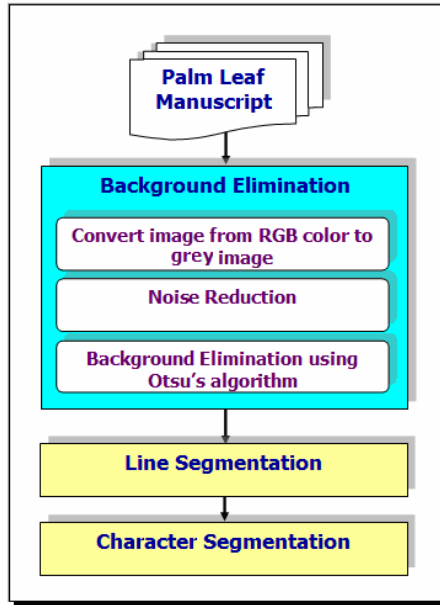 Palm Leaf
Manuscript
Background Elimination
Convert image from RGB color to
grey image
Noise Reduction
Background Elimination using
Otsu's algorithm
Line Segmentation
Character Segmentation